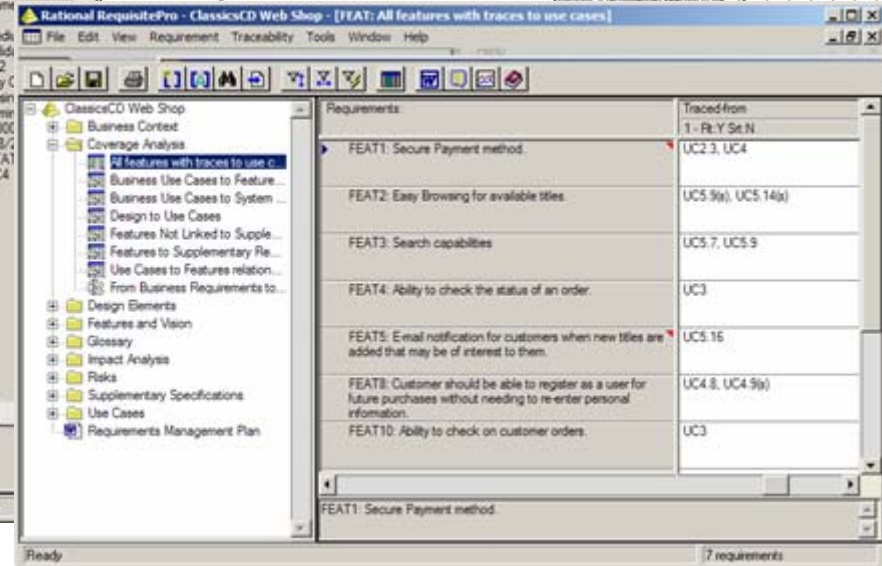 Rational RequisitePro - ClassicsCD Web Shop - [FEAT: All features with traces to use cases]
File Edit View Requirement Traceability Tools Window Help
ClassicsCD Web Shop
Business Context
Coverage Analysis
All features with traces to use c...
Business Use Cases to Feature...
Business Use Cases to System ...
Design to Use Cases
Features Not Linked to Supple...
Features to Supplementary Re...
Use Cases to Features relation...
From Business Requirements to...
Design Elements
Features and Vision
Glossary
Impact Analysis
Risks
Supplementary Specifications
Use Cases
Requirements Management Plan
Requirements: Traced-from
1 - Rt:Y Se:N
FEAT1: Secure Payment method. UC2.3, UC4
FEAT2: Easy Browsing for available titles. UC5.9(s), UC5.14(s)
FEAT3: Search capabilities UC5.7, UC5.9
FEAT4: Ability to check the status of an order. UC3
FEAT5: E-mail notification for customers when new titles are UC5.16
added that may be of interest to them.
FEAT8: Customer should be able to register as a user for UC4.8, UC4.9(s)
future purchases without needing to re-enter personal
information.
FEAT10: Ability to check on customer orders. UC3
FEAT1: Secure Payment method.
Ready 7 requirements